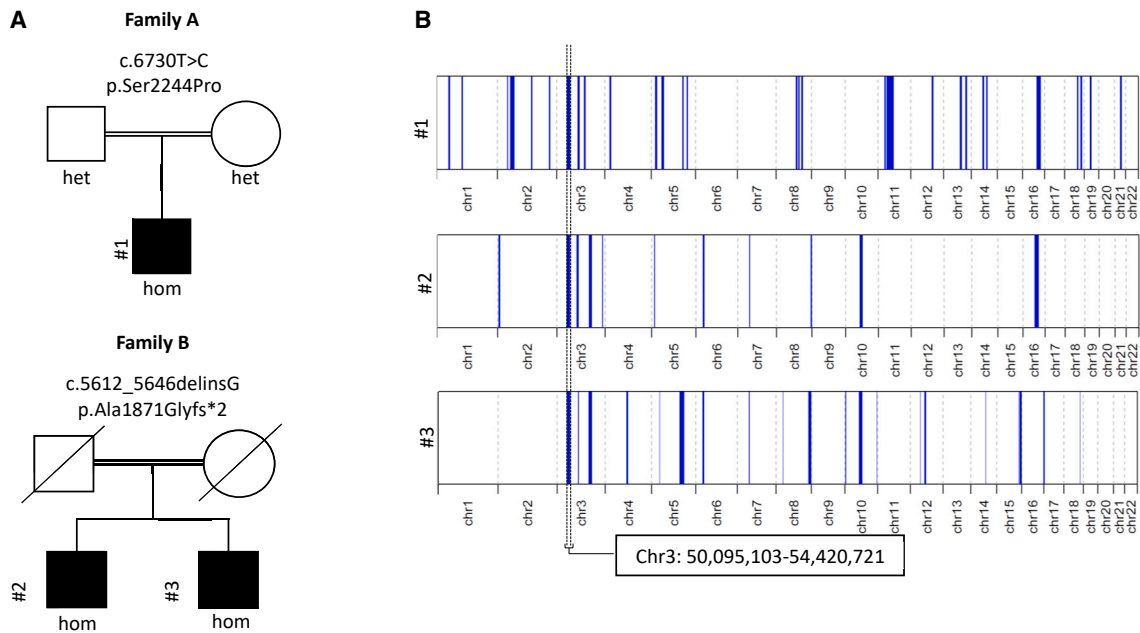 A
Family A
c.6730T>C
p.Ser2244Pro
het
het
#1
hom
Family B
c.5612_5646delinsG
p.Ala1871Glyfs*2
#2
#3
hom
hom
B
#1
chr1 chr2 chr3 chr4 chr5 chr6 chr7 chr8 chr9 chr10 chr11 chr12 chr13 chr14 chr15 chr16 chr17 chr18 chr19 chr20 chr21 chr22
#2
chr1 chr2 chr3 chr4 chr5 chr6 chr7 chr8 chr9 chr10 chr11 chr12 chr13 chr14 chr15 chr16 chr17 chr18 chr19 chr20 chr21 chr22
#3
chr1 chr2 chr3 chr4 chr5 chr6 chr7 chr8 chr9 chr10 chr11 chr12 chr13 chr14 chr15 chr16 chr17 chr18 chr19 chr20 chr21 chr22
Chr3: 50,095,103-54,420,721